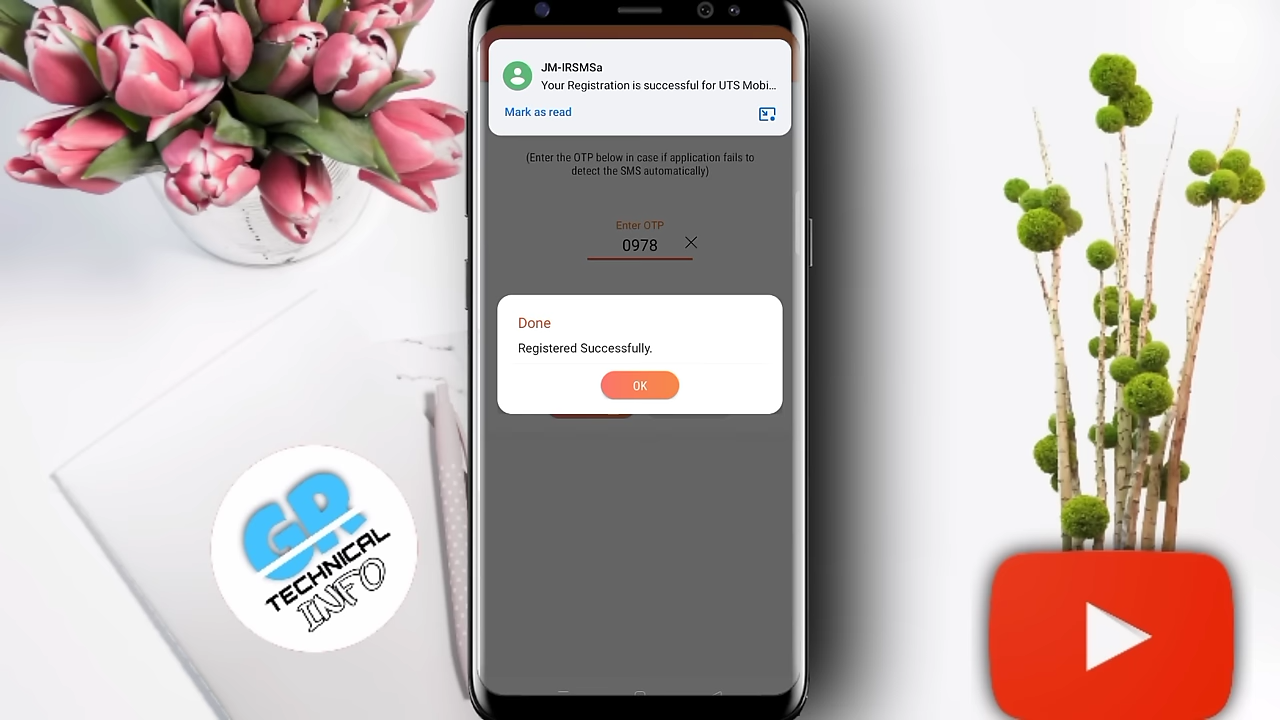 JM-IRSMSa
Your Registration is successful for UTS Mobi...
Mark as read
(Enter the OTP below in case if application fails to
detect the SMS automatically)
Enter OTP
0978
Done
Registered Successfully.
OK
GR
TECHNICAL
INFO